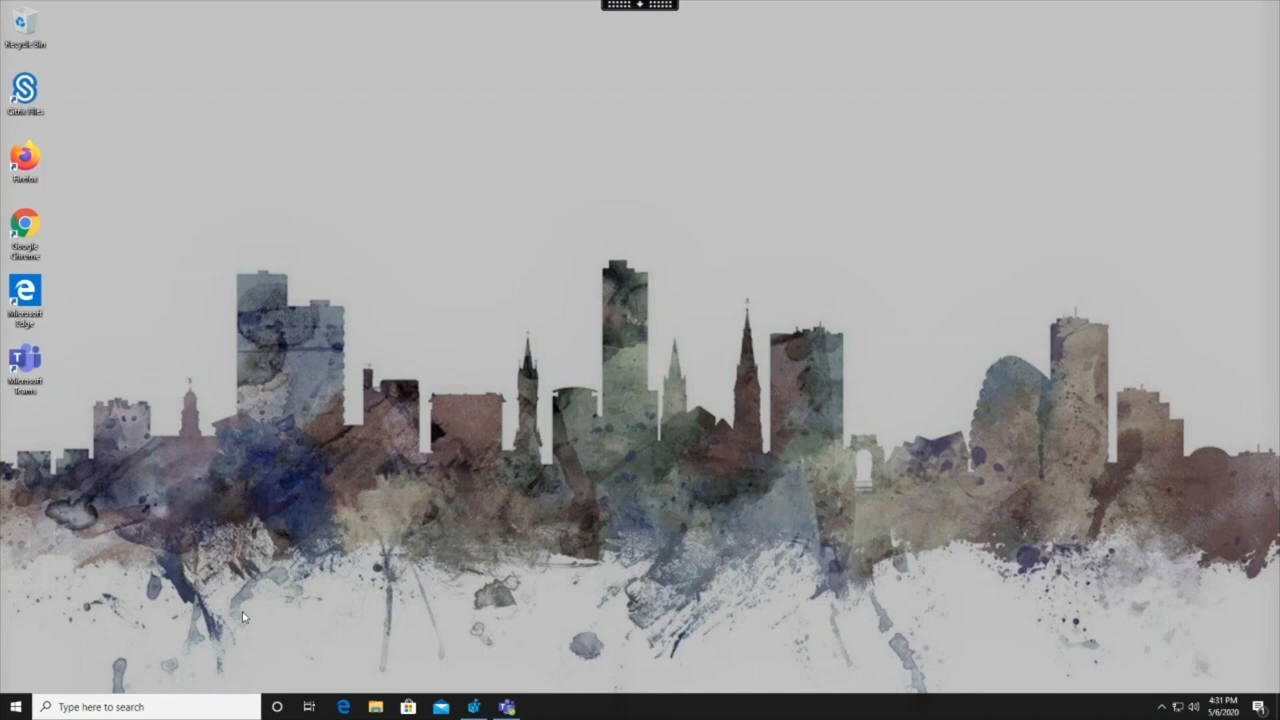 Recycle Bin
Citrix Files
Firefox
Google
Chrome
Microsoft
Edge
Microsoft
Teams
Type here to search
4:31 PM
5/6/2020
1